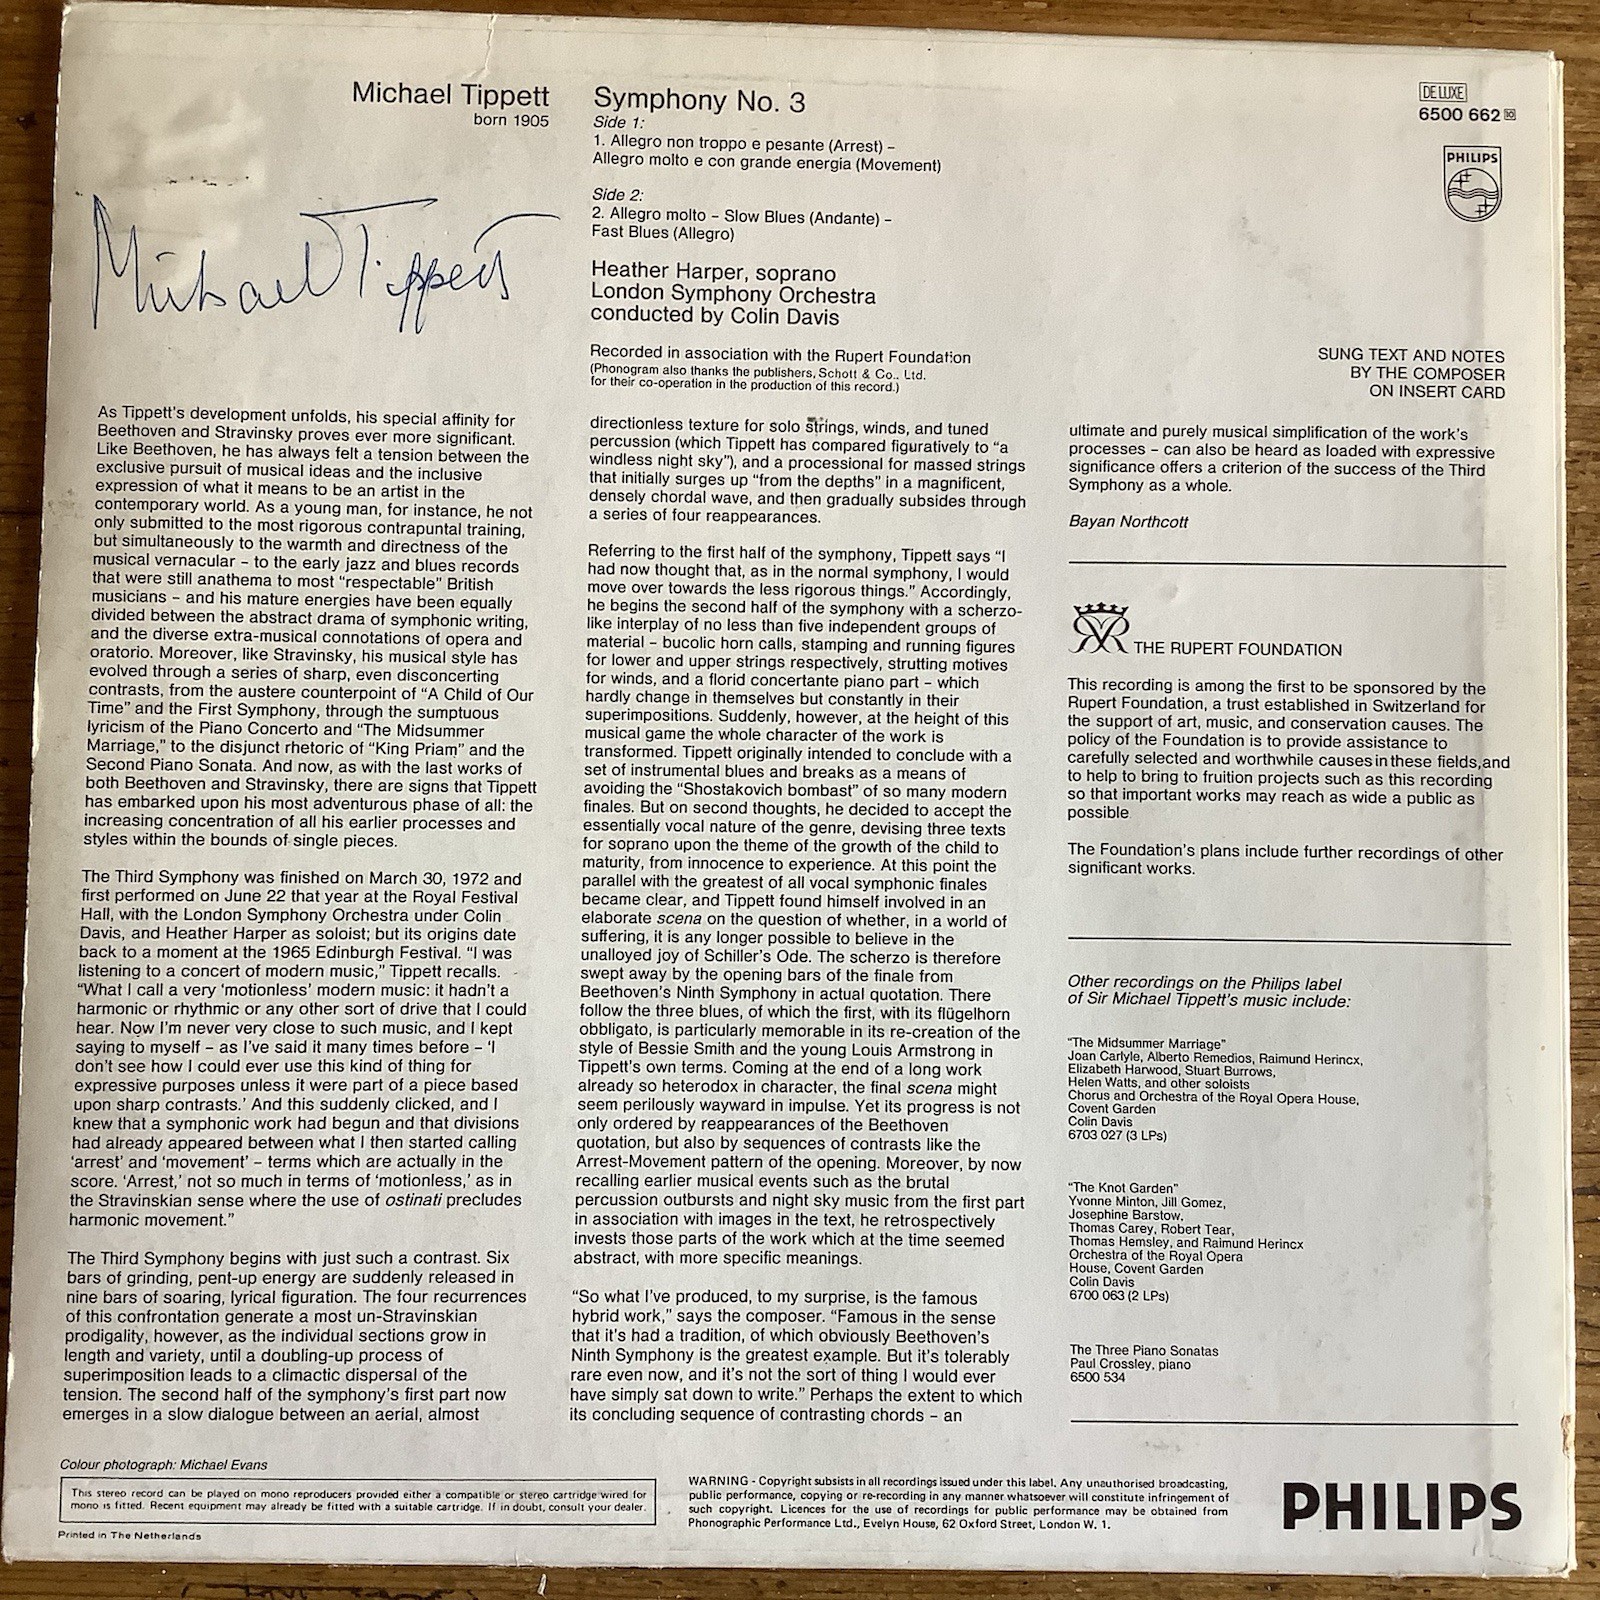 Michael Tippett
born 1905
Michael Tippett
Symphony No. 3
Side 1:
1. Allegro non troppo e pesante (Arrest) –
Allegro molto e con grande energia (Movement)
Side 2:
2. Allegro molto – Slow Blues (Andante) –
Fast Blues (Allegro)
Heather Harper, soprano
London Symphony Orchestra
conducted by Colin Davis
Recorded in association with the Rupert Foundation
(Phonogram also thanks the publishers, Schott & Co., Ltd.
for their co-operation in the production of this record.)
DE LUXE
6500 662 10
PHILIPS
SUNG TEXT AND NOTES
BY THE COMPOSER
ON INSERT CARD
As Tippett's development unfolds, his special affinity for
Beethoven and Stravinsky proves ever more significant.
Like Beethoven, he has always felt a tension between the
exclusive pursuit of musical ideas and the inclusive
expression of what it means to be an artist in the
contemporary world. As a young man, for instance, he not
only submitted to the most rigorous contrapuntal training,
but simultaneously to the warmth and directness of the
musical vernacular – to the early jazz and blues records
that were still anathema to most “respectable” British
musicians – and his mature energies have been equally
divided between the abstract drama of symphonic writing,
and the diverse extra-musical connotations of opera and
oratorio. Moreover, like Stravinsky, his musical style has
evolved through a series of sharp, even disconcerting
contrasts, from the austere counterpoint of “A Child of Our
Time” and the First Symphony, through the sumptuous
lyricism of the Piano Concerto and “The Midsummer
Marriage,” to the disjunct rhetoric of “King Priam” and the
Second Piano Sonata. And now, as with the last works of
both Beethoven and Stravinsky, there are signs that Tippett
has embarked upon his most adventurous phase of all: the
increasing concentration of all his earlier processes and
styles within the bounds of single pieces.
The Third Symphony was finished on March 30, 1972 and
first performed on June 22 that year at the Royal Festival
Hall, with the London Symphony Orchestra under Colin
Davis, and Heather Harper as soloist; but its origins date
back to a moment at the 1965 Edinburgh Festival. “I was
listening to a concert of modern music,” Tippett recalls.
“What I call a very ‘motionless’ modern music: it hadn't a
harmonic or rhythmic or any other sort of drive that I could
hear. Now I'm never very close to such music, and I kept
saying to myself – as I've said it many times before – ‘I
don't see how I could ever use this kind of thing for
expressive purposes unless it were part of a piece based
upon sharp contrasts.’ And this suddenly clicked, and I
knew that a symphonic work had begun and that divisions
had already appeared between what I then started calling
‘arrest’ and ‘movement’ – terms which are actually in the
score. ‘Arrest,’ not so much in terms of ‘motionless,’ as in
the Stravinskian sense where the use of ostinati precludes
harmonic movement.”
The Third Symphony begins with just such a contrast. Six
bars of grinding, pent-up energy are suddenly released in
nine bars of soaring, lyrical figuration. The four recurrences
of this confrontation generate a most un-Stravinskian
prodigality, however, as the individual sections grow in
length and variety, until a doubling-up process of
superimposition leads to a climactic dispersal of the
tension. The second half of the symphony's first part now
emerges in a slow dialogue between an aerial, almost
directionless texture for solo strings, winds, and tuned
percussion (which Tippett has compared figuratively to “a
windless night sky”), and a processional for massed strings
that initially surges up “from the depths” in a magnificent,
densely chordal wave, and then gradually subsides through
a series of four reappearances.
Referring to the first half of the symphony, Tippett says “I
had now thought that, as in the normal symphony, I would
move over towards the less rigorous things.” Accordingly,
he begins the second half of the symphony with a scherzo-
like interplay of no less than five independent groups of
material – bucolic horn calls, stamping and running figures
for lower and upper strings respectively, strutting motives
for winds, and a florid concertante piano part – which
hardly change in themselves but constantly in their
superimpositions. Suddenly, however, at the height of this
musical game the whole character of the work is
transformed. Tippett originally intended to conclude with a
set of instrumental blues and breaks as a means of
avoiding the “Shostakovich bombast” of so many modern
finales. But on second thoughts, he decided to accept the
essentially vocal nature of the genre, devising three texts
for soprano upon the theme of the growth of the child to
maturity, from innocence to experience. At this point the
parallel with the greatest of all vocal symphonic finales
became clear, and Tippett found himself involved in an
elaborate scena on the question of whether, in a world of
suffering, it is any longer possible to believe in the
unalloyed joy of Schiller's Ode. The scherzo is therefore
swept away by the opening bars of the finale from
Beethoven's Ninth Symphony in actual quotation. There
follow the three blues, of which the first, with its flügelhorn
obbligato, is particularly memorable in its re-creation of the
style of Bessie Smith and the young Louis Armstrong in
Tippett's own terms. Coming at the end of a long work
already so heterodox in character, the final scena might
seem perilously wayward in impulse. Yet its progress is not
only ordered by reappearances of the Beethoven
quotation, but also by sequences of contrasts like the
Arrest-Movement pattern of the opening. Moreover, by now
recalling earlier musical events such as the brutal
percussion outbursts and night sky music from the first part
in association with images in the text, he retrospectively
invests those parts of the work which at the time seemed
abstract, with more specific meanings.
“So what I've produced, to my surprise, is the famous
hybrid work,” says the composer. “Famous in the sense
that it's had a tradition, of which obviously Beethoven's
Ninth Symphony is the greatest example. But it's tolerably
rare even now, and it's not the sort of thing I would ever
have simply sat down to write.” Perhaps the extent to which
its concluding sequence of contrasting chords – an
ultimate and purely musical simplification of the work's
processes – can also be heard as loaded with expressive
significance offers a criterion of the success of the Third
Symphony as a whole.
Bayan Northcott
THE RUPERT FOUNDATION
This recording is among the first to be sponsored by the
Rupert Foundation, a trust established in Switzerland for
the support of art, music, and conservation causes. The
policy of the Foundation is to provide assistance to
carefully selected and worthwhile causes in these fields, and
to help to bring to fruition projects such as this recording
so that important works may reach as wide a public as
possible
The Foundation's plans include further recordings of other
significant works.
Other recordings on the Philips label
of Sir Michael Tippett's music include:
“The Midsummer Marriage”
Joan Carlyle, Alberto Remedios, Raimund Herincx,
Elizabeth Harwood, Stuart Burrows,
Helen Watts, and other soloists
Chorus and Orchestra of the Royal Opera House,
Covent Garden
Colin Davis
6703 027 (3 LPs)
“The Knot Garden”
Yvonne Minton, Jill Gomez,
Josephine Barstow,
Thomas Carey, Robert Tear,
Thomas Hemsley, and Raimund Herincx
Orchestra of the Royal Opera
House, Covent Garden
Colin Davis
6700 063 (2 LPs)
The Three Piano Sonatas
Paul Crossley, piano
6500 534
Colour photograph: Michael Evans
This stereo record can be played on mono reproducers provided either a compatible or stereo cartridge wired for
mono is fitted. Recent equipment may already be fitted with a suitable cartridge. If in doubt, consult your dealer.
Printed in The Netherlands
WARNING - Copyright subsists in all recordings issued under this label. Any unauthorised broadcasting,
public performance, copying or re-recording in any manner whatsoever will constitute infringement of
such copyright. Licences for the use of recordings for public performance may be obtained from
Phonographic Performance Ltd., Evelyn House, 62 Oxford Street, London W. 1.
PHILIPS